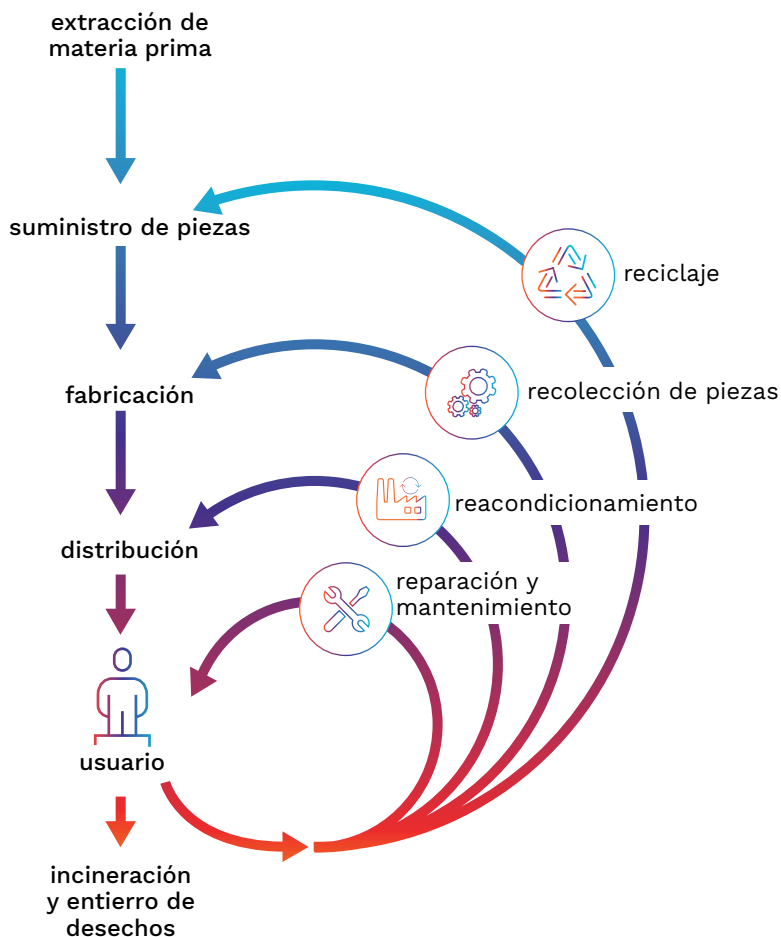 extracción de
materia prima
suministro de piezas
reciclaje
fabricación
recolección de piezas
reacondicionamiento
distribución
reparación y
mantenimiento
usuario
incineración
y entierro de
desechos